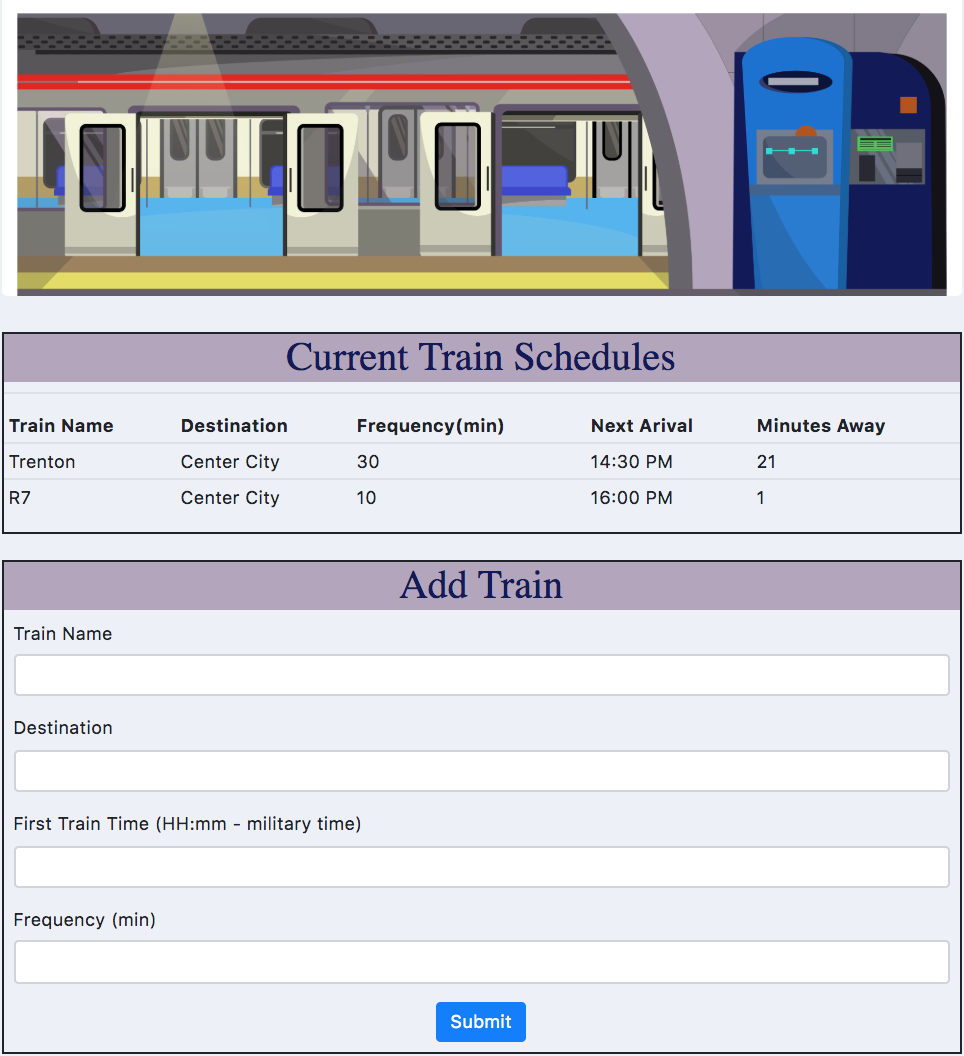 Current Train Schedules
Train Name Destination Frequency(min) Next Arival Minutes Away
Trenton Center City 30 14:30 PM 21
R7 Center City 10 16:00 PM 1
Add Train
Train Name
Destination
First Train Time (HH:mm - military time)
Frequency (min)
Submit